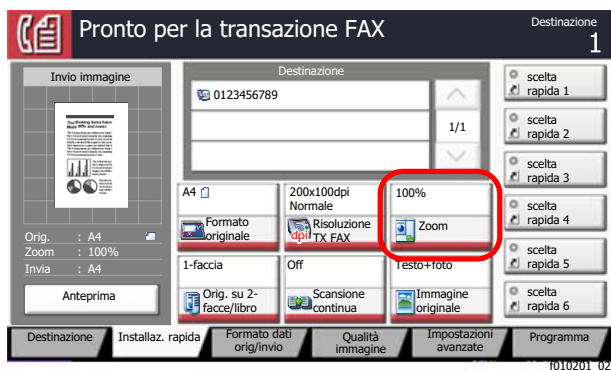 Pronto per la transazione FAX
Destinazione
1
Invio immagine
Orig. : A4
Zoom : 100%
Invia : A4
Anteprima
Destinazione
0123456789
1/1
A4
Formato
originale
200x100dpi
Normale
dpi
Risoluzione
TX FAX
100%
Zoom
1-faccia
Orig. su 2-
facce/libro
Off
Scansione
continua
Testo+foto
Immagine
originale
scelta
rapida 1
scelta
rapida 2
scelta
rapida 3
scelta
rapida 4
scelta
rapida 5
scelta
rapida 6
Destinazione
Installaz. rapida
Formato dati
orig/invio
Qualità
immagine
Impostazioni
avanzate
Programma
f010201_02